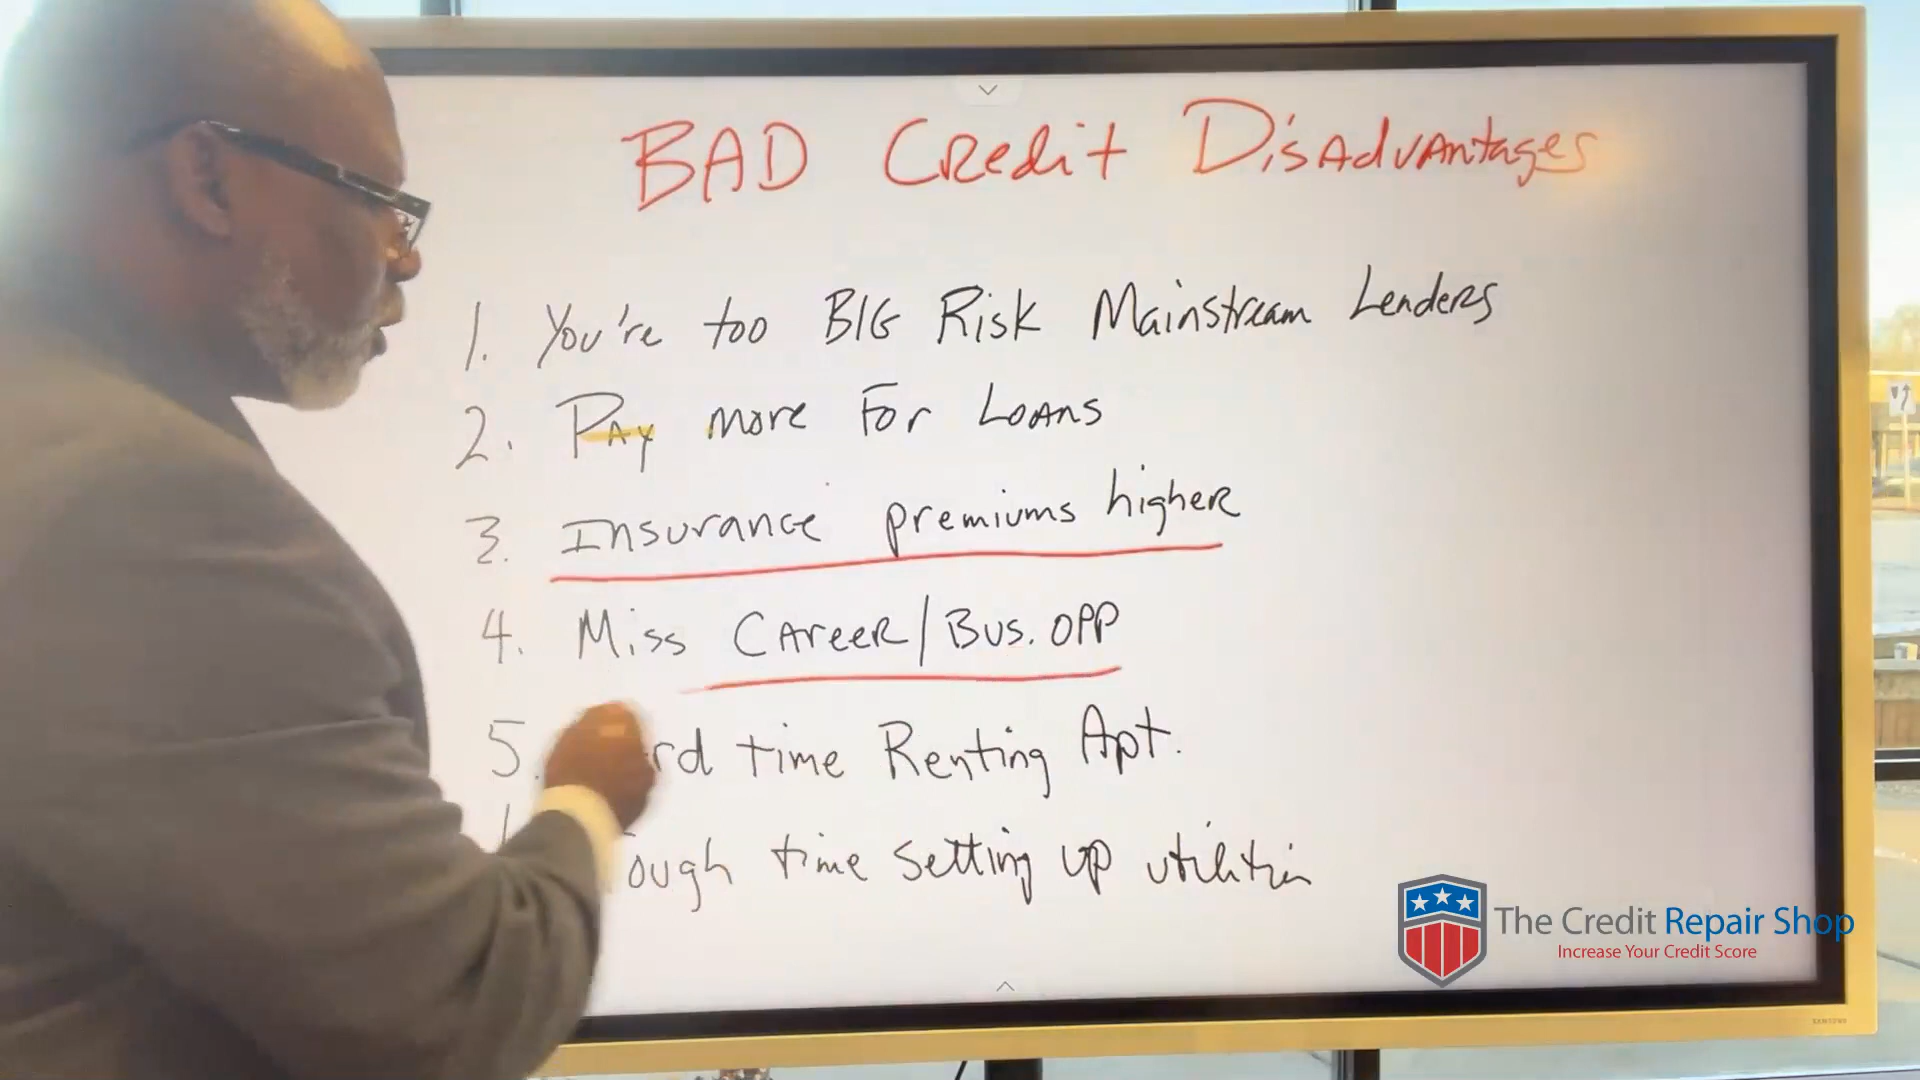 BAD Credit Disadvantages
1. You're too BIG Risk Mainstream Lenders
2. Pay more For Loans
3. Insurance premiums higher
4. Miss Career/Bus. OPP
5. rd time Renting Apt.
ough time setting up utilities
The Credit Repair Shop
Increase Your Credit Score